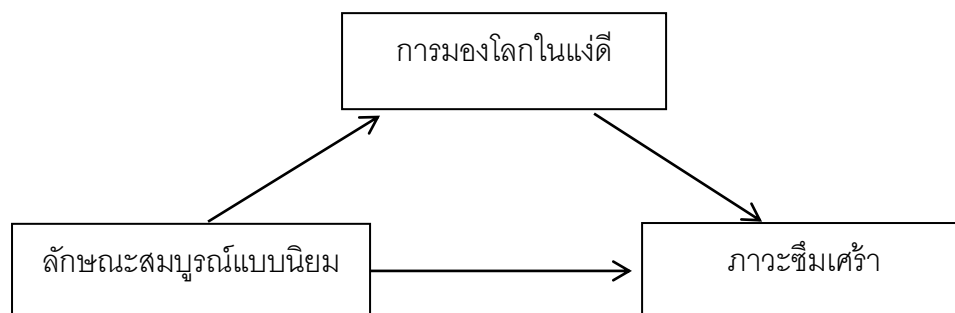 การมองโลกในแง่ดี
ลักษณะสมบูรณ์แบบนิยม
ภาวะซึมเศร้า